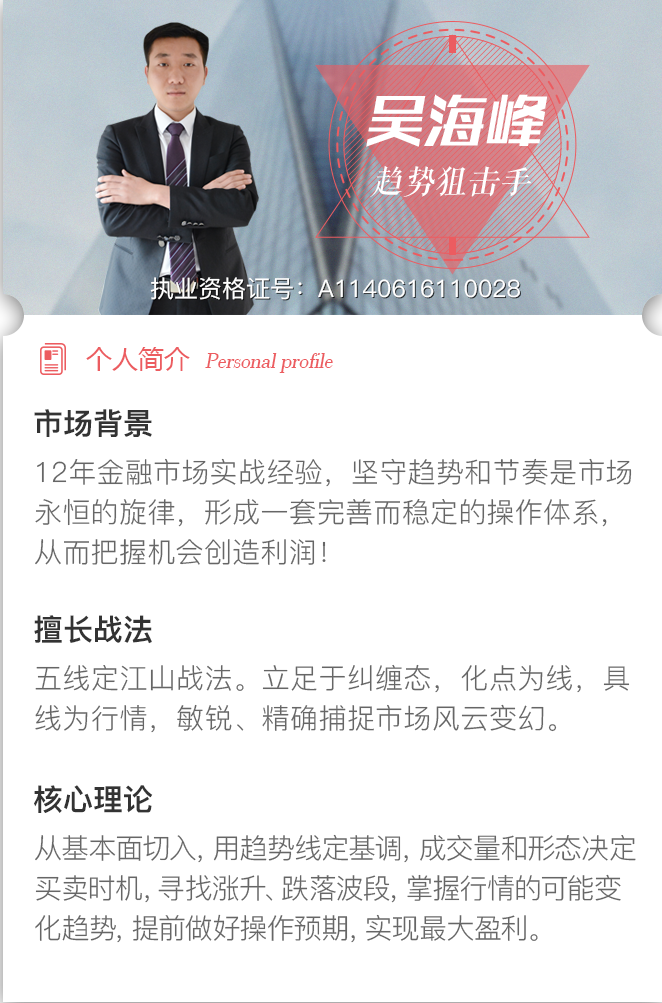 吴海峰
趋势狙击手
执业资格证号：A1140616110028
个人简介 Personal profile
市场背景
12年金融市场实战经验，坚守趋势和节奏是市场
永恒的旋律，形成一套完善而稳定的操作体系，
从而把握机会创造利润！
擅长战法
五线定江山战法。立足于纠缠态，化点为线，具
线为行情，敏锐、精确捕捉市场风云变幻。
核心理论
从基本面切入, 用趋势线定基调, 成交量和形态决定
买卖时机, 寻找涨升、跌落波段, 掌握行情的可能变
化趋势, 提前做好操作预期, 实现最大盈利。